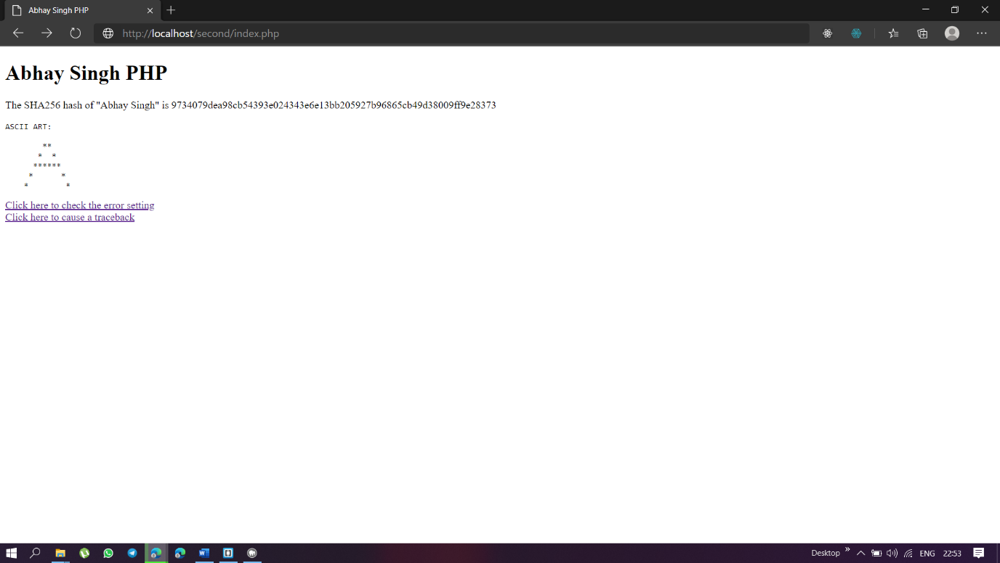 Abhay Singh PHP
http://localhost/second/index.php
Abhay Singh PHP
The SHA256 hash of "Abhay Singh" is 9734079dea98cb54393e024343e6e13bb205927b96865cb49d38009ff9e28373
ASCII ART:
        **
       *  *
      ******
     *      *
    *        *
Click here to check the error setting
Click here to cause a traceback
Desktop » ENG 22:53